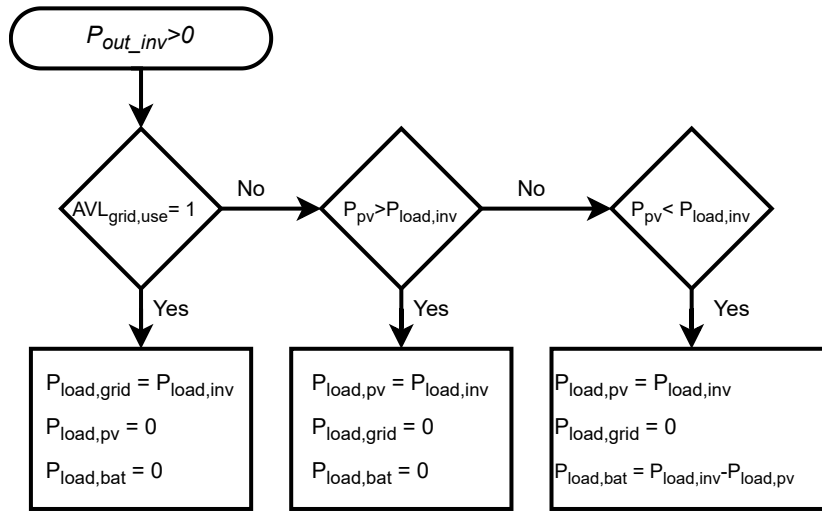 P_out_inv>0
AVL_grid,use = 1
No
P_pv>P_load,inv
No
P_pv< P_load,inv
Yes
Yes
Yes
P_load,grid = P_load,inv
P_load,pv = 0
P_load,bat = 0
P_load,pv = P_load,inv
P_load,grid = 0
P_load,bat = 0
P_load,pv = P_load,inv
P_load,grid = 0
P_load,bat = P_load,inv-P_load,pv